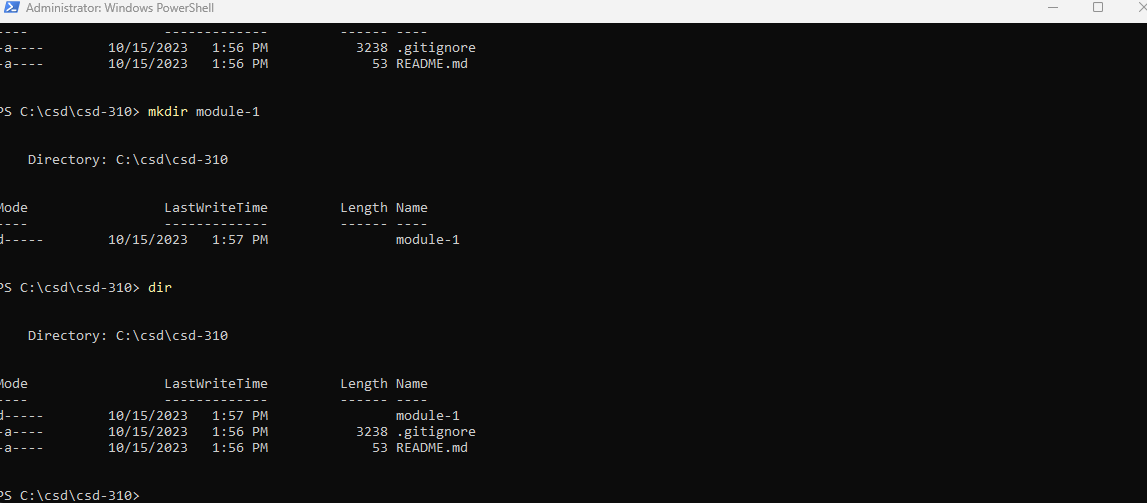 Administrator: Windows PowerShell
---- ------------- ------ ----
-a---- 10/15/2023 1:56 PM 3238 .gitignore
-a---- 10/15/2023 1:56 PM 53 README.md
PS C:\csd\csd-310> mkdir module-1
Directory: C:\csd\csd-310
Mode LastWriteTime Length Name
---- ------------- ------ ----
d----- 10/15/2023 1:57 PM module-1
PS C:\csd\csd-310> dir
Directory: C:\csd\csd-310
Mode LastWriteTime Length Name
---- ------------- ------ ----
d----- 10/15/2023 1:57 PM module-1
-a---- 10/15/2023 1:56 PM 3238 .gitignore
-a---- 10/15/2023 1:56 PM 53 README.md
PS C:\csd\csd-310>